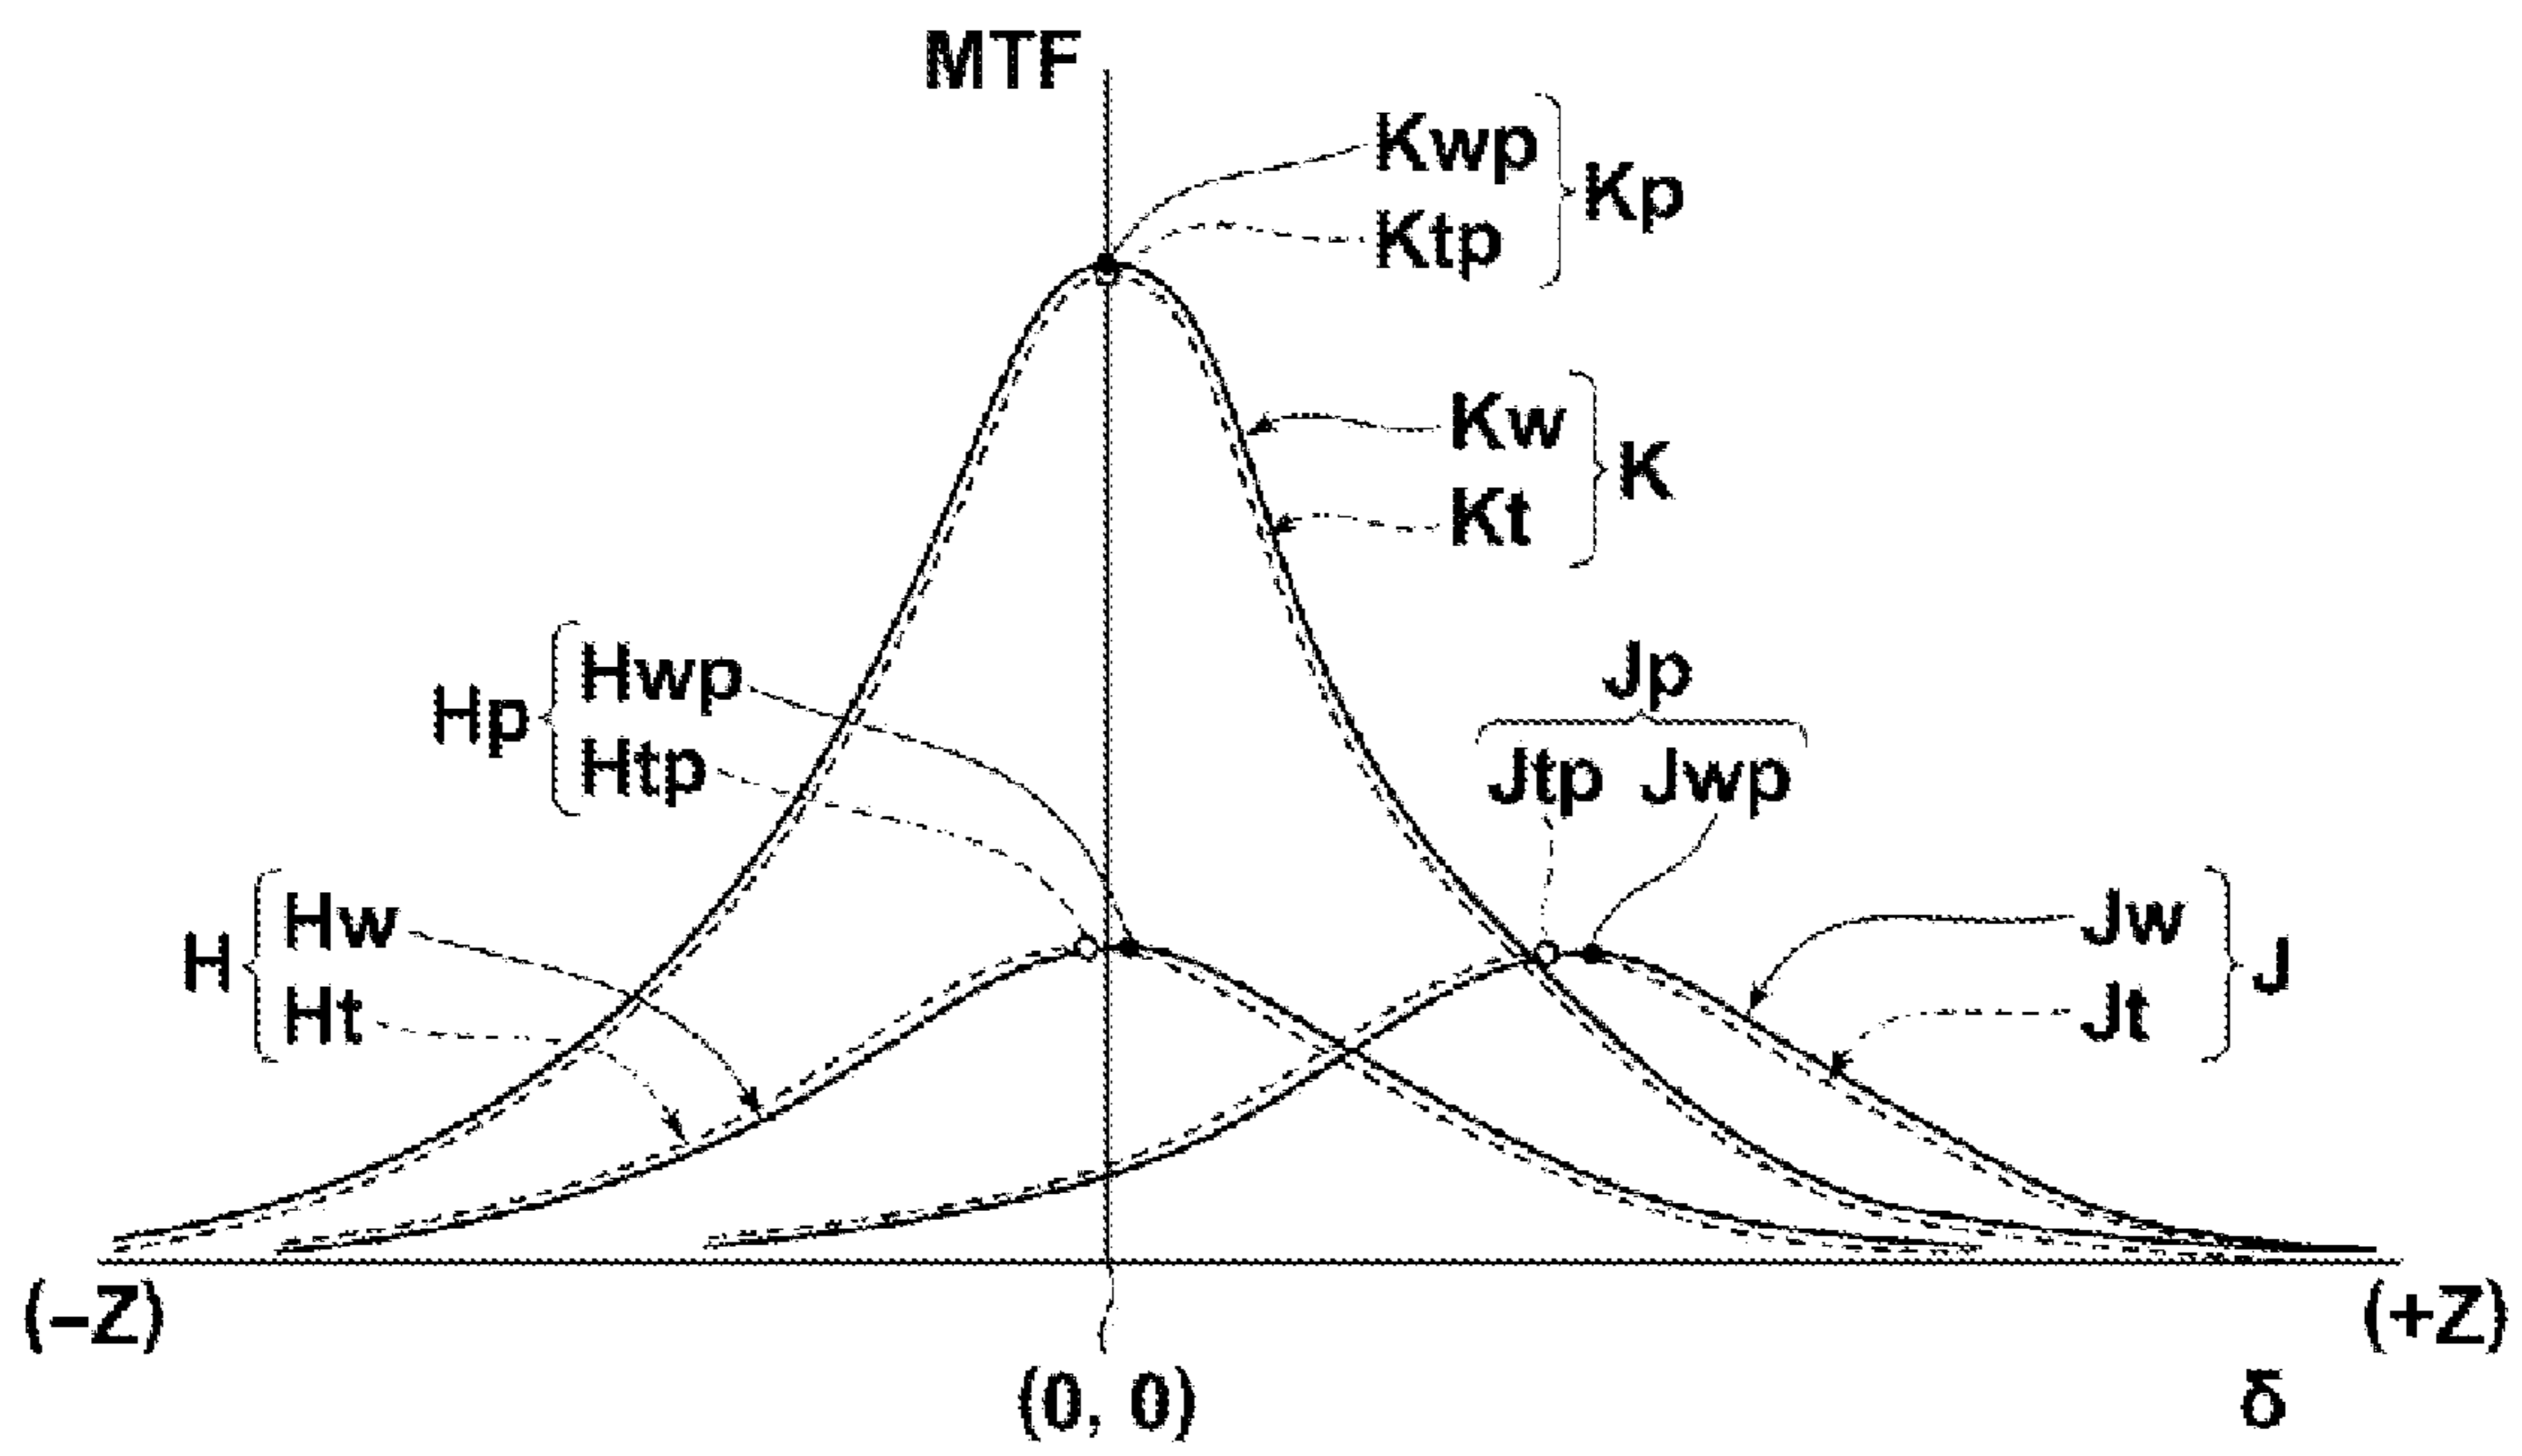 MTF
Kwp
Ktp
Kp
Kw
Kt
K
Hwp
Htp
Hp
Jp
Jtp Jwp
Hw
Ht
H
Jw
Jt
J
(–Z)
(+Z)
(0, 0)
δ